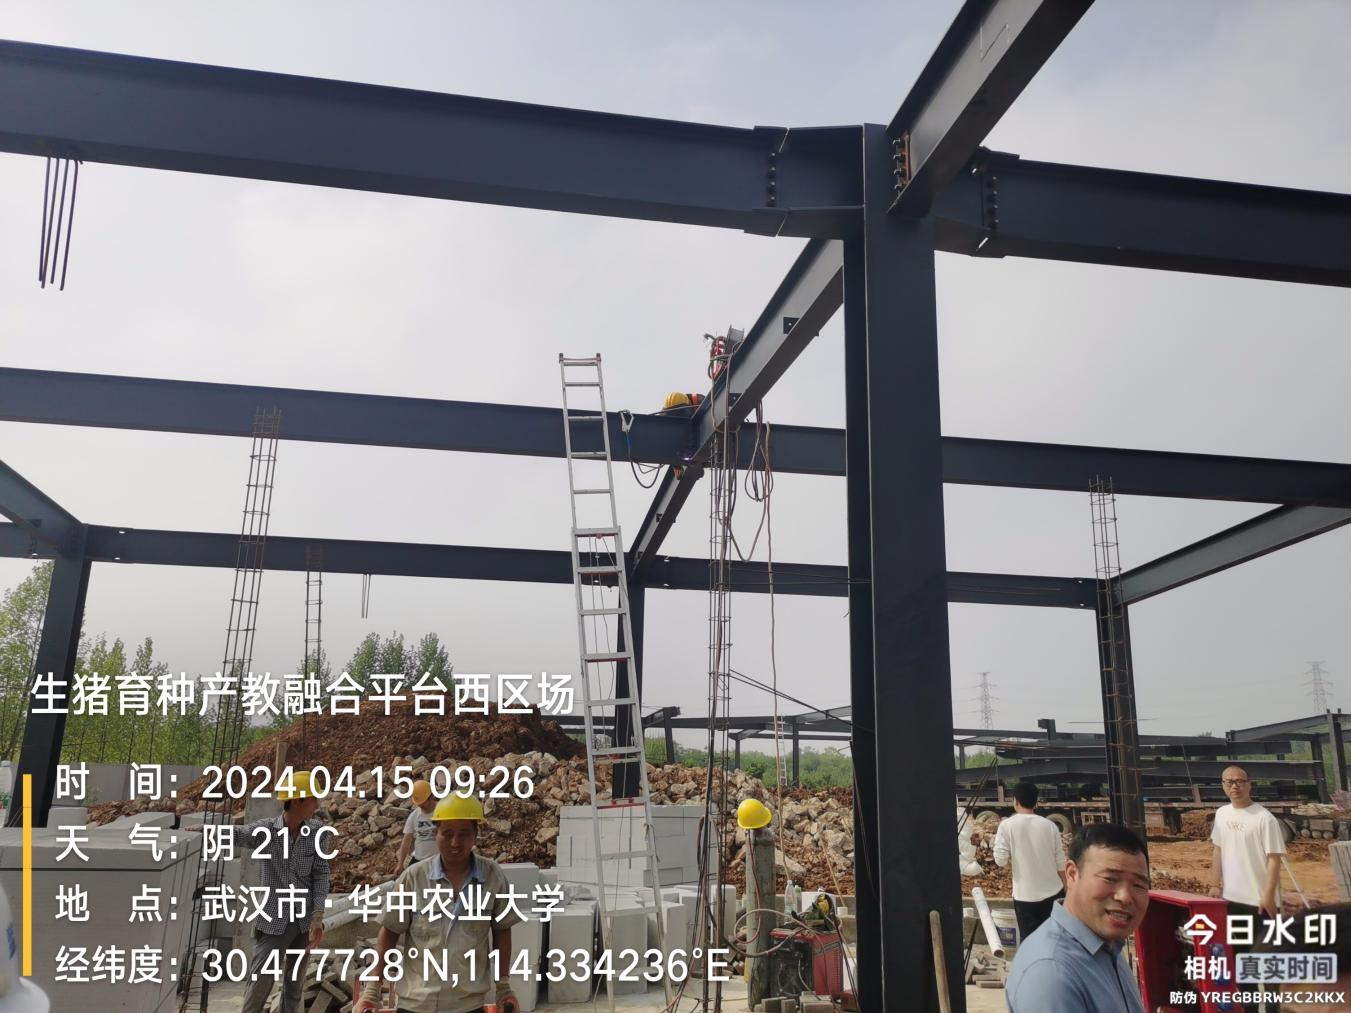 生猪育种产教融合平台西区场
时 间：2024.04.15 09:26
天 气：阴 21℃
地 点：武汉市·华中农业大学
经纬度：30.477728°N,114.334236°E
今日水印
相机 真实时间
防伪 YREGBBRW3C2KKX